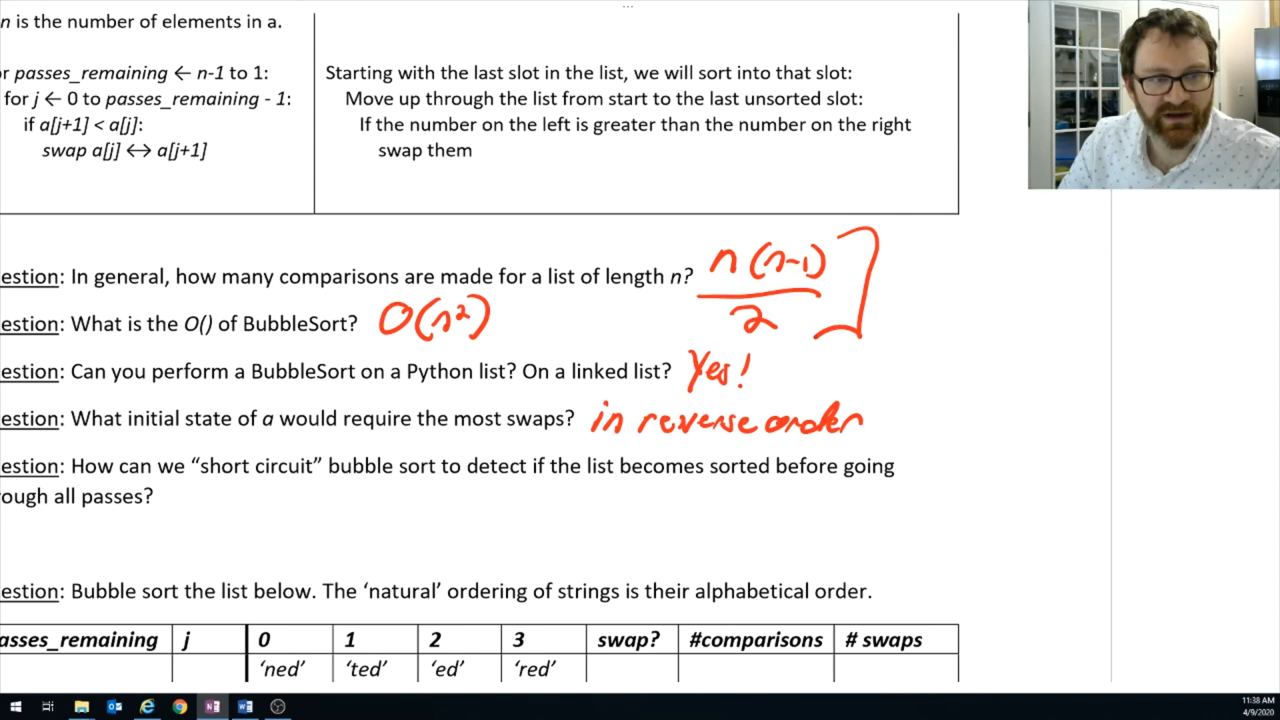 n is the number of elements in a.
or passes_remaining ← n-1 to 1:
for j ← 0 to passes_remaining - 1:
if a[j+1] < a[j]:
swap a[j] ↔ a[j+1]
Starting with the last slot in the list, we will sort into that slot:
Move up through the list from start to the last unsorted slot:
If the number on the left is greater than the number on the right
swap them
estion: In general, how many comparisons are made for a list of length n? n(n-1)
2
estion: What is the O() of BubbleSort? O(n²)
estion: Can you perform a BubbleSort on a Python list? On a linked list? Yes!
estion: What initial state of a would require the most swaps? in reverse order
estion: How can we “short circuit” bubble sort to detect if the list becomes sorted before going
rough all passes?
estion: Bubble sort the list below. The ‘natural’ ordering of strings is their alphabetical order.
asses_remaining j 0 1 2 3 swap? #comparisons # swaps
‘ned’ ‘ted’ ‘ed’ ‘red’
11:38 AM
4/9/2020